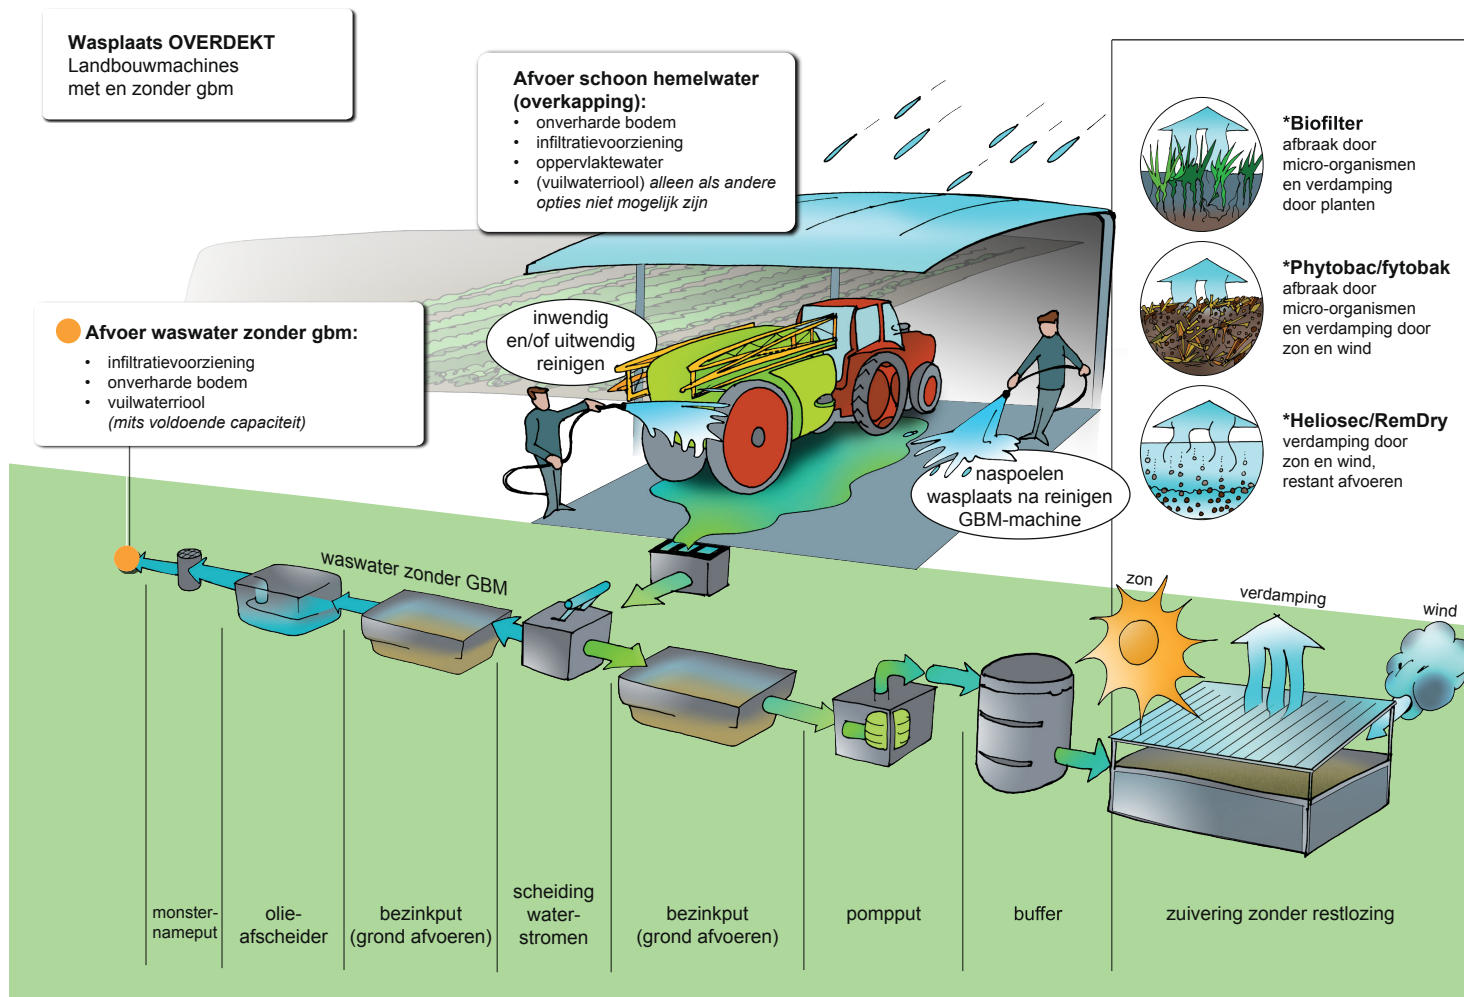 Wasplaats OVERDEKT
Landbouwmachines
met en zonder gbm
Afvoer schoon hemelwater
(overkapping):
• onverharde bodem
• infiltratievoorziening
• oppervlaktewater
• (vuilwaterriool) alleen als andere
opties niet mogelijk zijn
*Biofilter
afbraak door
micro-organismen
en verdamping
door planten
*Phytobac/fytobak
afbraak door
micro-organismen
en verdamping door
zon en wind
*Heliosec/RemDry
verdamping door
zon en wind,
restant afvoeren
Afvoer waswater zonder gbm:
• infiltratievoorziening
• onverharde bodem
• vuilwaterriool
(mits voldoende capaciteit)
inwendig
en/of uitwendig
reinigen
naspoelen
wasplaats na reinigen
GBM-machine
waswater zonder GBM
zon
verdamping
wind
monster-
nameput
olie-
afscheider
bezinkput
(grond afvoeren)
scheiding
water-
stromen
bezinkput
(grond afvoeren)
pompput
buffer
zuivering zonder restlozing